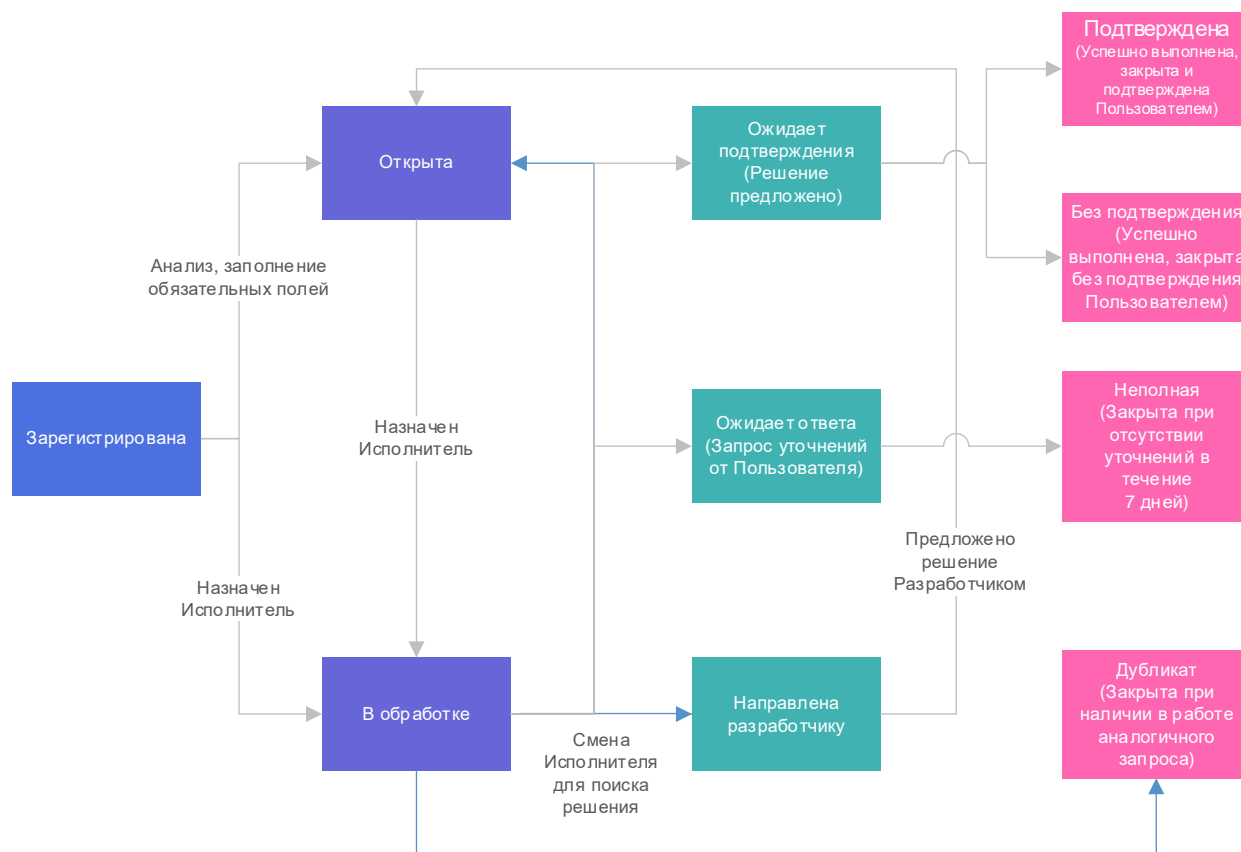 Подтверждена
(Успешно выполнена,
закрыта и
подтверждена
Пользователем)
Открыта
Ожидает
подтверждения
(Решение
предложено)
Без подтверждения
(Успешно
выполнена, закрыта
без подтверждения
Пользователем)
Анализ, заполнение
обязательных полей
Зарегистрирована
Назначен
Исполнитель
Ожидает ответа
(Запрос уточнений
от Пользователя)
Неполная
(Закрыта при
отсутствии
уточнений в
течение
7 дней)
Предложено
решение
Разработчиком
Назначен
Исполнитель
В обработке
Смена
Исполнителя
для поиска
решения
Направлена
разработчику
Дубликат
(Закрыта при
наличии в работе
аналогичного
запроса)